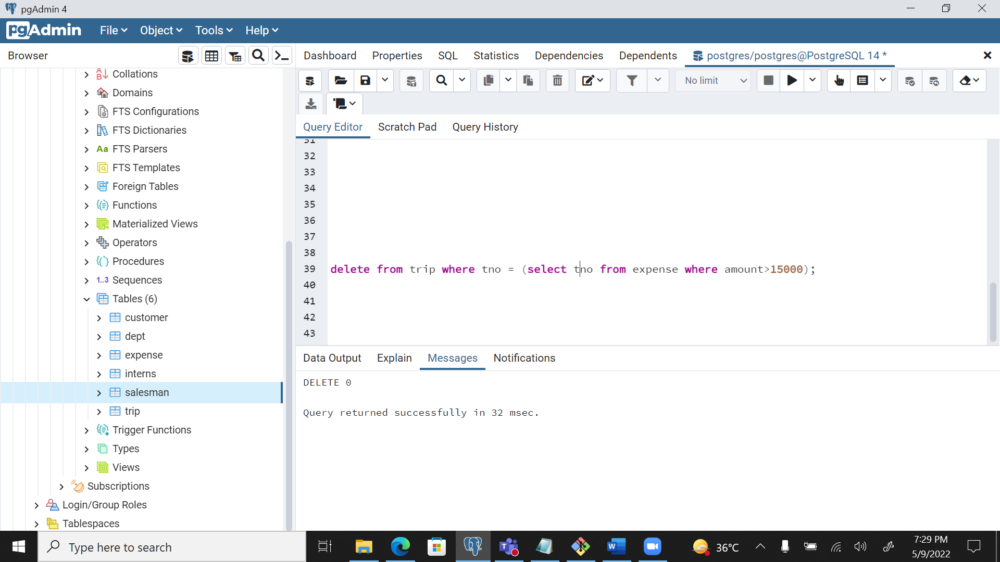 pgAdmin 4
pgAdmin File Object Tools Help
Browser
Dashboard Properties SQL Statistics Dependencies Dependents postgres/postgres@PostgreSQL 14 *
No limit
Query Editor Scratch Pad Query History
Collations
Domains
FTS Configurations
FTS Dictionaries
Aa FTS Parsers
FTS Templates
Foreign Tables
Functions
Materialized Views
Operators
Procedures
1..3 Sequences
Tables (6)
customer
dept
expense
interns
salesman
trip
Trigger Functions
Types
Views
Subscriptions
Login/Group Roles
Tablespaces
31
32
33
34
35
36
37
38
39 delete from trip where tno = (select tno from expense where amount>15000);
40
41
42
43
Data Output Explain Messages Notifications
DELETE 0
Query returned successfully in 32 msec.
Type here to search
36°C
7:29 PM
5/9/2022